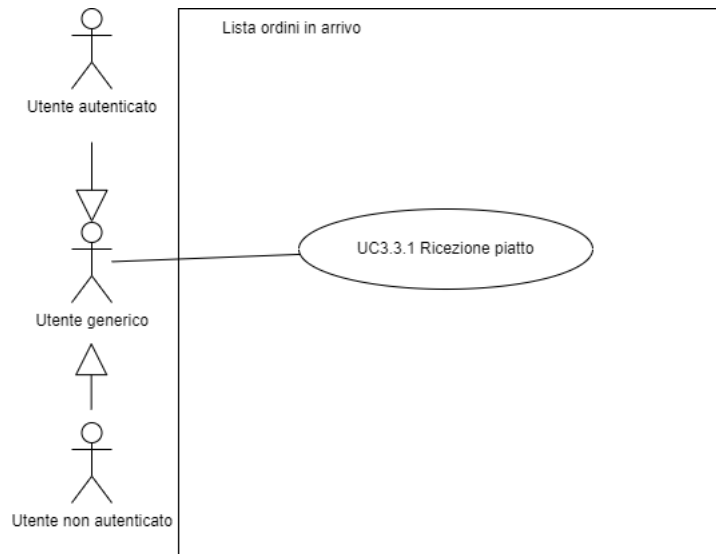 Lista ordini in arrivo
Utente autenticato
UC3.3.1 Ricezione piatto
Utente generico
Utente non autenticato